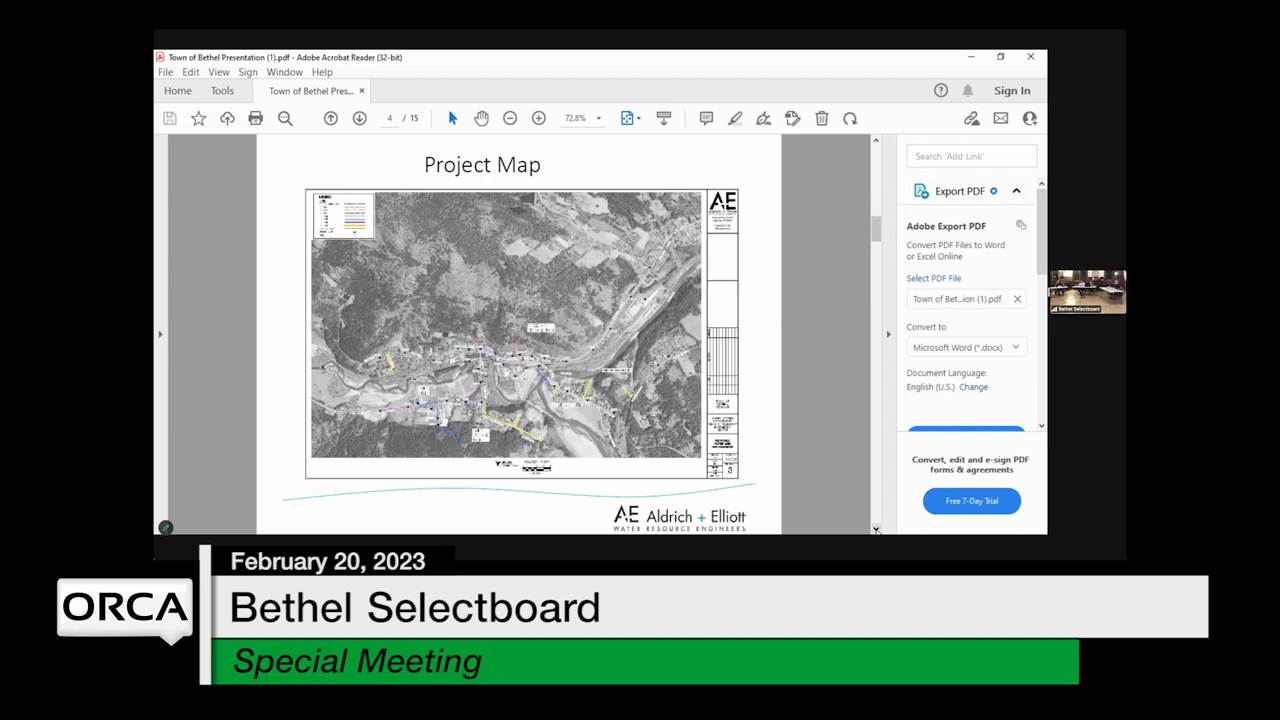 Town of Bethel Presentation (1).pdf - Adobe Acrobat Reader (32-bit)
File Edit View Sign Window Help
Home Tools Town of Bethel Pres... × Sign In
4 / 15 72.8%
Project Map
AE
3
AE Aldrich + Elliott
WATER RESOURCE ENGINEERS
Search 'Add Link'
Export PDF
Adobe Export PDF
Convert PDF Files to Word
or Excel Online
Select PDF File
Town of Bet...ion (1).pdf
Convert to
Microsoft Word (*.docx)
Document Language:
English (U.S.) Change
Convert, edit and e-sign PDF
forms & agreements
Free 7-Day Trial
Bethel Selectboard
February 20, 2023
ORCA
Bethel Selectboard
Special Meeting